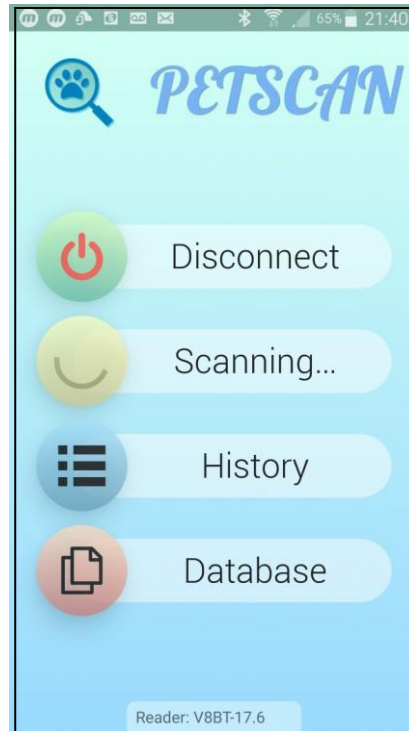 65% 21:40
PETSCAN
Disconnect
Scanning...
History
Database
Reader: V8BT-17.6